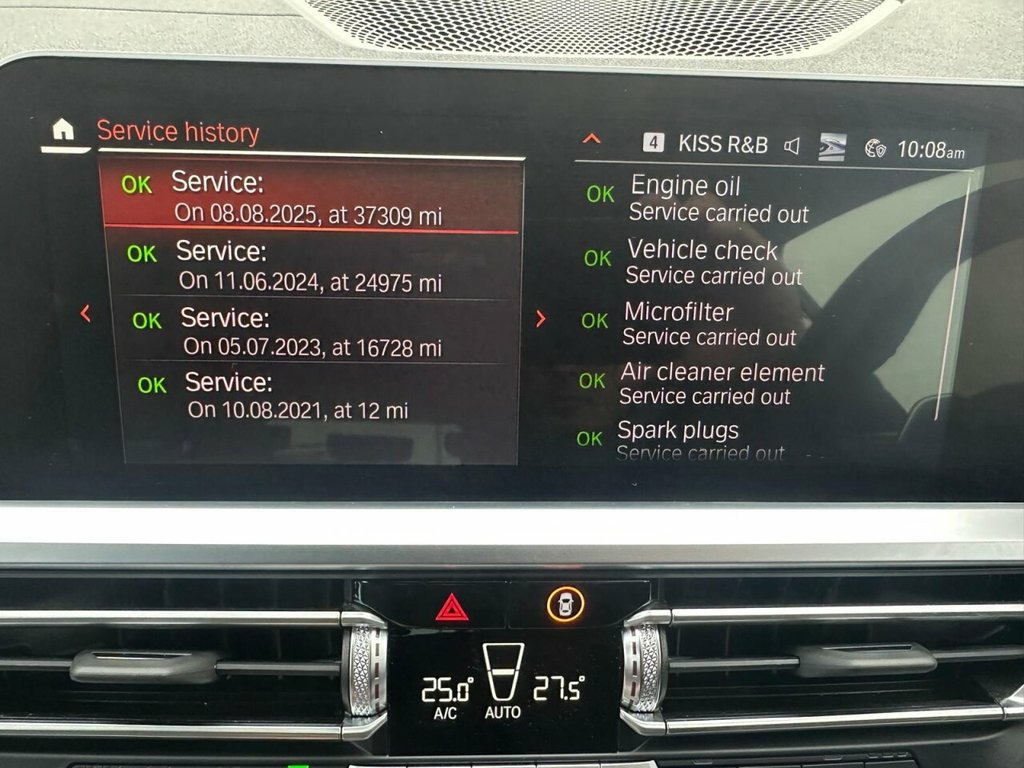 Service history
4 KISS R&B 10:08am
OK Service:
On 08.08.2025, at 37309 mi
OK Service:
On 11.06.2024, at 24975 mi
OK Service:
On 05.07.2023, at 16728 mi
OK Service:
On 10.08.2021, at 12 mi
OK Engine oil
Service carried out
OK Vehicle check
Service carried out
OK Microfilter
Service carried out
OK Air cleaner element
Service carried out
OK Spark plugs
Service carried out
25.0° 27.5°
A/C AUTO